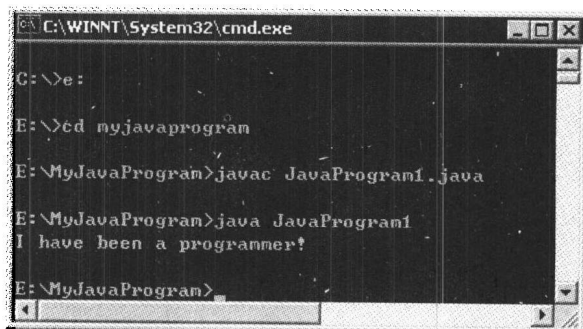 C:\WINNT\System32\cmd.exe
C:\>e:
E:\>cd myjavaprogram
E:\MyJavaProgram>javac JavaProgram1.java
E:\MyJavaProgram>java JavaProgram1
I have been a programmer!
E:\MyJavaProgram>_